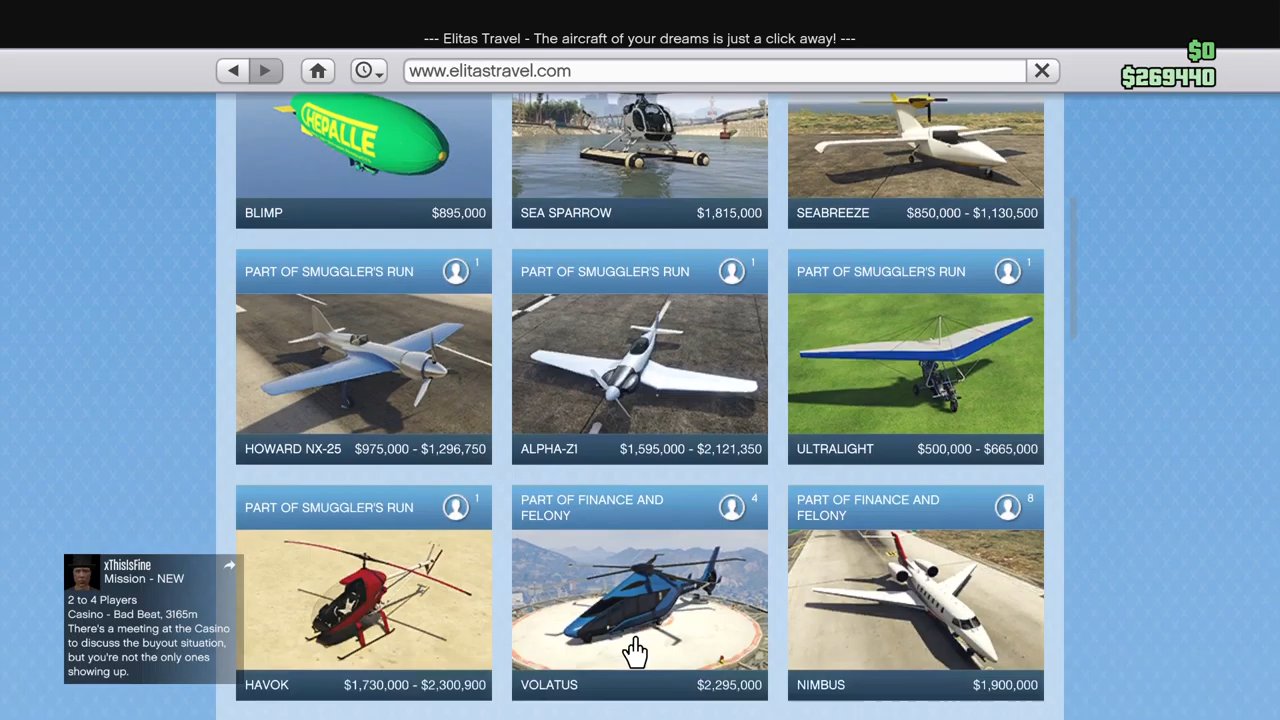 --- Elitas Travel - The aircraft of your dreams is just a click away! ---
$0
www.elitastravel.com
$269440
HEPALLE
BLIMP $895,000
SEA SPARROW $1,815,000
SEABREEZE $850,000 - $1,130,500
PART OF SMUGGLER'S RUN 1
PART OF SMUGGLER'S RUN 1
PART OF SMUGGLER'S RUN 1
HOWARD NX-25 $975,000 - $1,296,750
ALPHA-Z1 $1,595,000 - $2,121,350
ULTRALIGHT $500,000 - $665,000
PART OF SMUGGLER'S RUN 1
PART OF FINANCE AND
FELONY 4
PART OF FINANCE AND
FELONY 8
HAVOK $1,730,000 - $2,300,900
VOLATUS $2,295,000
NIMBUS $1,900,000
xThisIsFine
Mission - NEW
2 to 4 Players
Casino - Bad Beat, 3165m
There's a meeting at the Casino
to discuss the buyout situation,
but you're not the only ones
showing up.